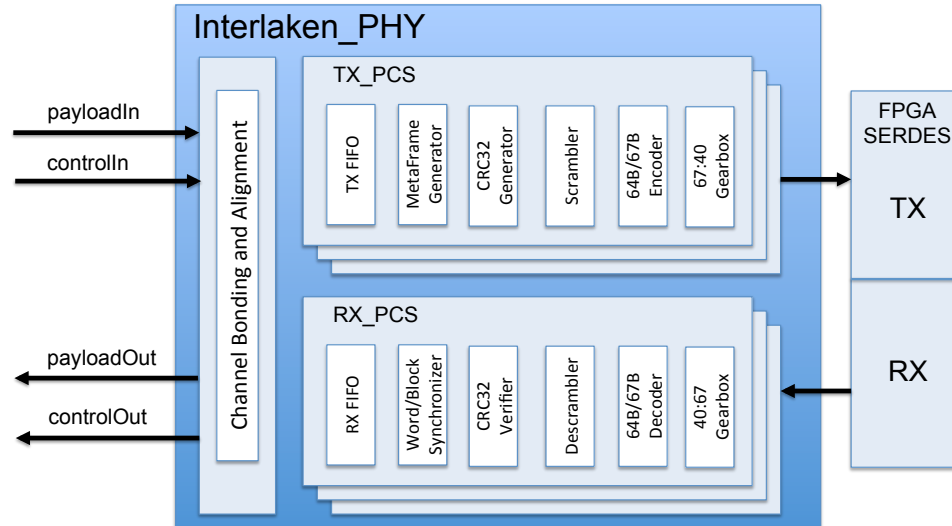 Interlaken_PHY
payloadIn
controlIn
payloadOut
controlOut
Channel Bonding and Alignment
TX_PCS
TX FIFO
MetaFrame
Generator
CRC32
Generator
Scrambler
64B/67B
Encoder
67:40
Gearbox
RX_PCS
RX FIFO
Word/Block
Synchronizer
CRC32
Verifier
Descrambler
64B/67B
Decoder
40:67
Gearbox
FPGA
SERDES
TX
RX